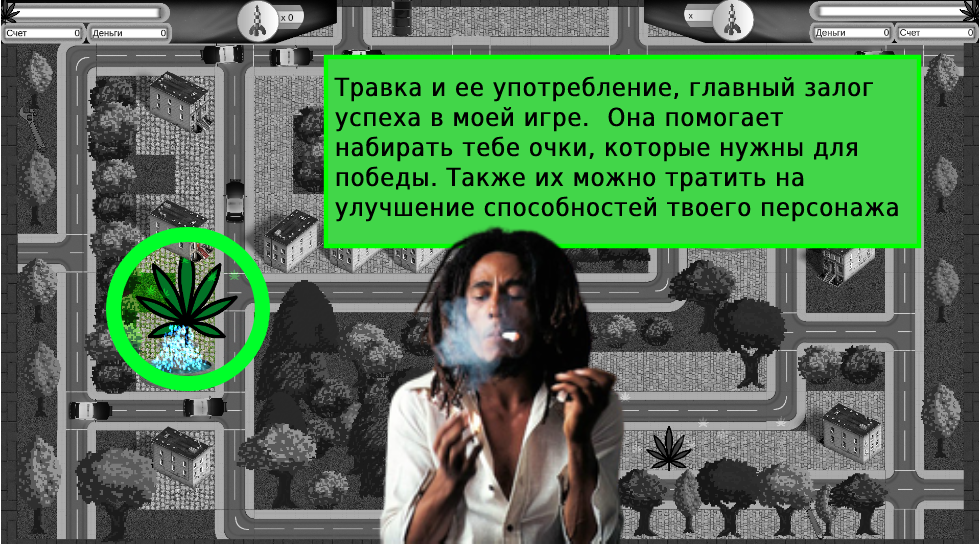 x 0
x
Счет 0 Деньги 0
Деньги 0 Счет 0
Травка и ее употребление, главный залог
успеха в моей игре.  Она помогает
набирать тебе очки, которые нужны для
победы. Также их можно тратить на
улучшение способностей твоего персонажа